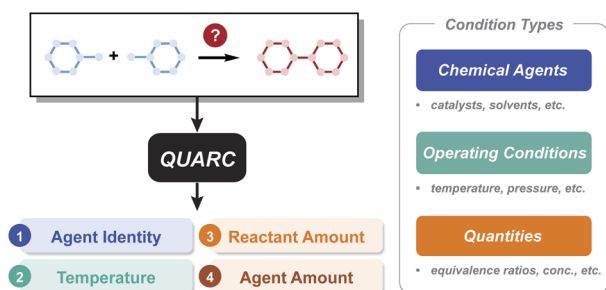 +
?
QUARC
1 Agent Identity
3 Reactant Amount
2 Temperature
4 Agent Amount
Condition Types
Chemical Agents
• catalysts, solvents, etc.
Operating Conditions
• temperature, pressure, etc.
Quantities
• equivalence ratios, conc., etc.